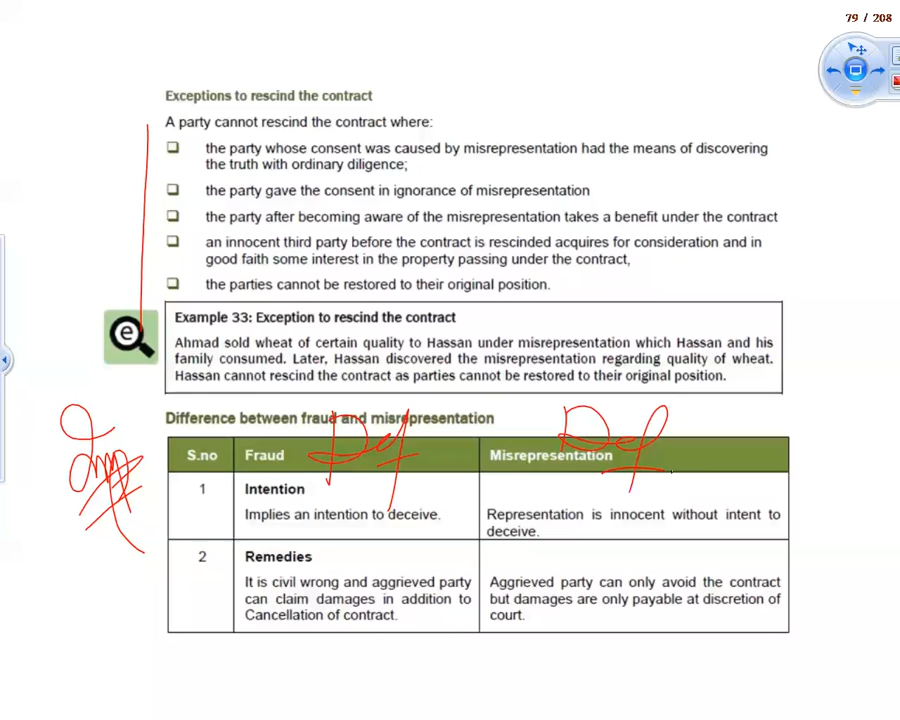 79 / 208
Exceptions to rescind the contract
A party cannot rescind the contract where:
❑ the party whose consent was caused by misrepresentation had the means of discovering
the truth with ordinary diligence;
❑ the party gave the consent in ignorance of misrepresentation
❑ the party after becoming aware of the misrepresentation takes a benefit under the contract
❑ an innocent third party before the contract is rescinded acquires for consideration and in
good faith some interest in the property passing under the contract,
❑ the parties cannot be restored to their original position.
e
Example 33: Exception to rescind the contract
Ahmad sold wheat of certain quality to Hassan under misrepresentation which Hassan and his
family consumed. Later, Hassan discovered the misrepresentation regarding quality of wheat.
Hassan cannot rescind the contract as parties cannot be restored to their original position.
Difference between fraud and misrepresentation
Def Def
Imp
S.no Fraud Misrepresentation
1 Intention
Implies an intention to deceive. Representation is innocent without intent to
deceive.
2 Remedies
It is civil wrong and aggrieved party Aggrieved party can only avoid the contract
can claim damages in addition to but damages are only payable at discretion of
Cancellation of contract. court.